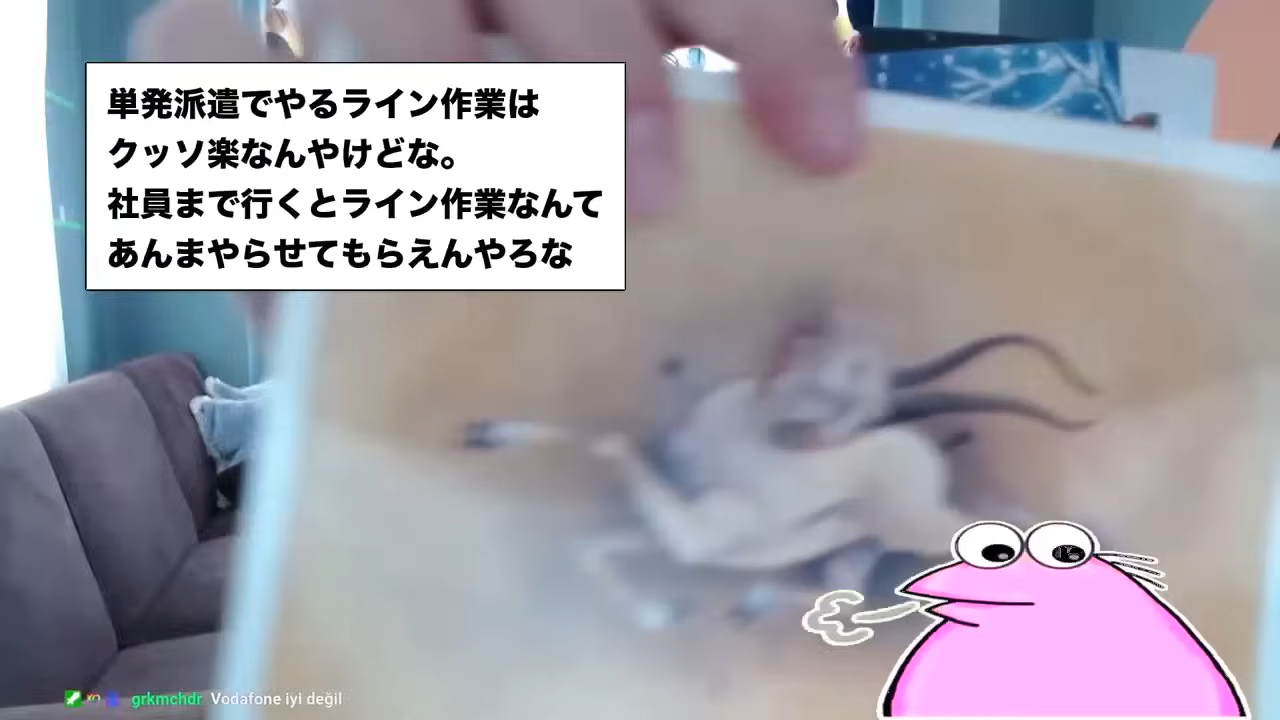 単発派遣でやるライン作業は
クッソ楽なんやけどな。
社員まで行くとライン作業なんて
あんまやらせてもらえんやろな
grkmchdr Vodafone iyi değil